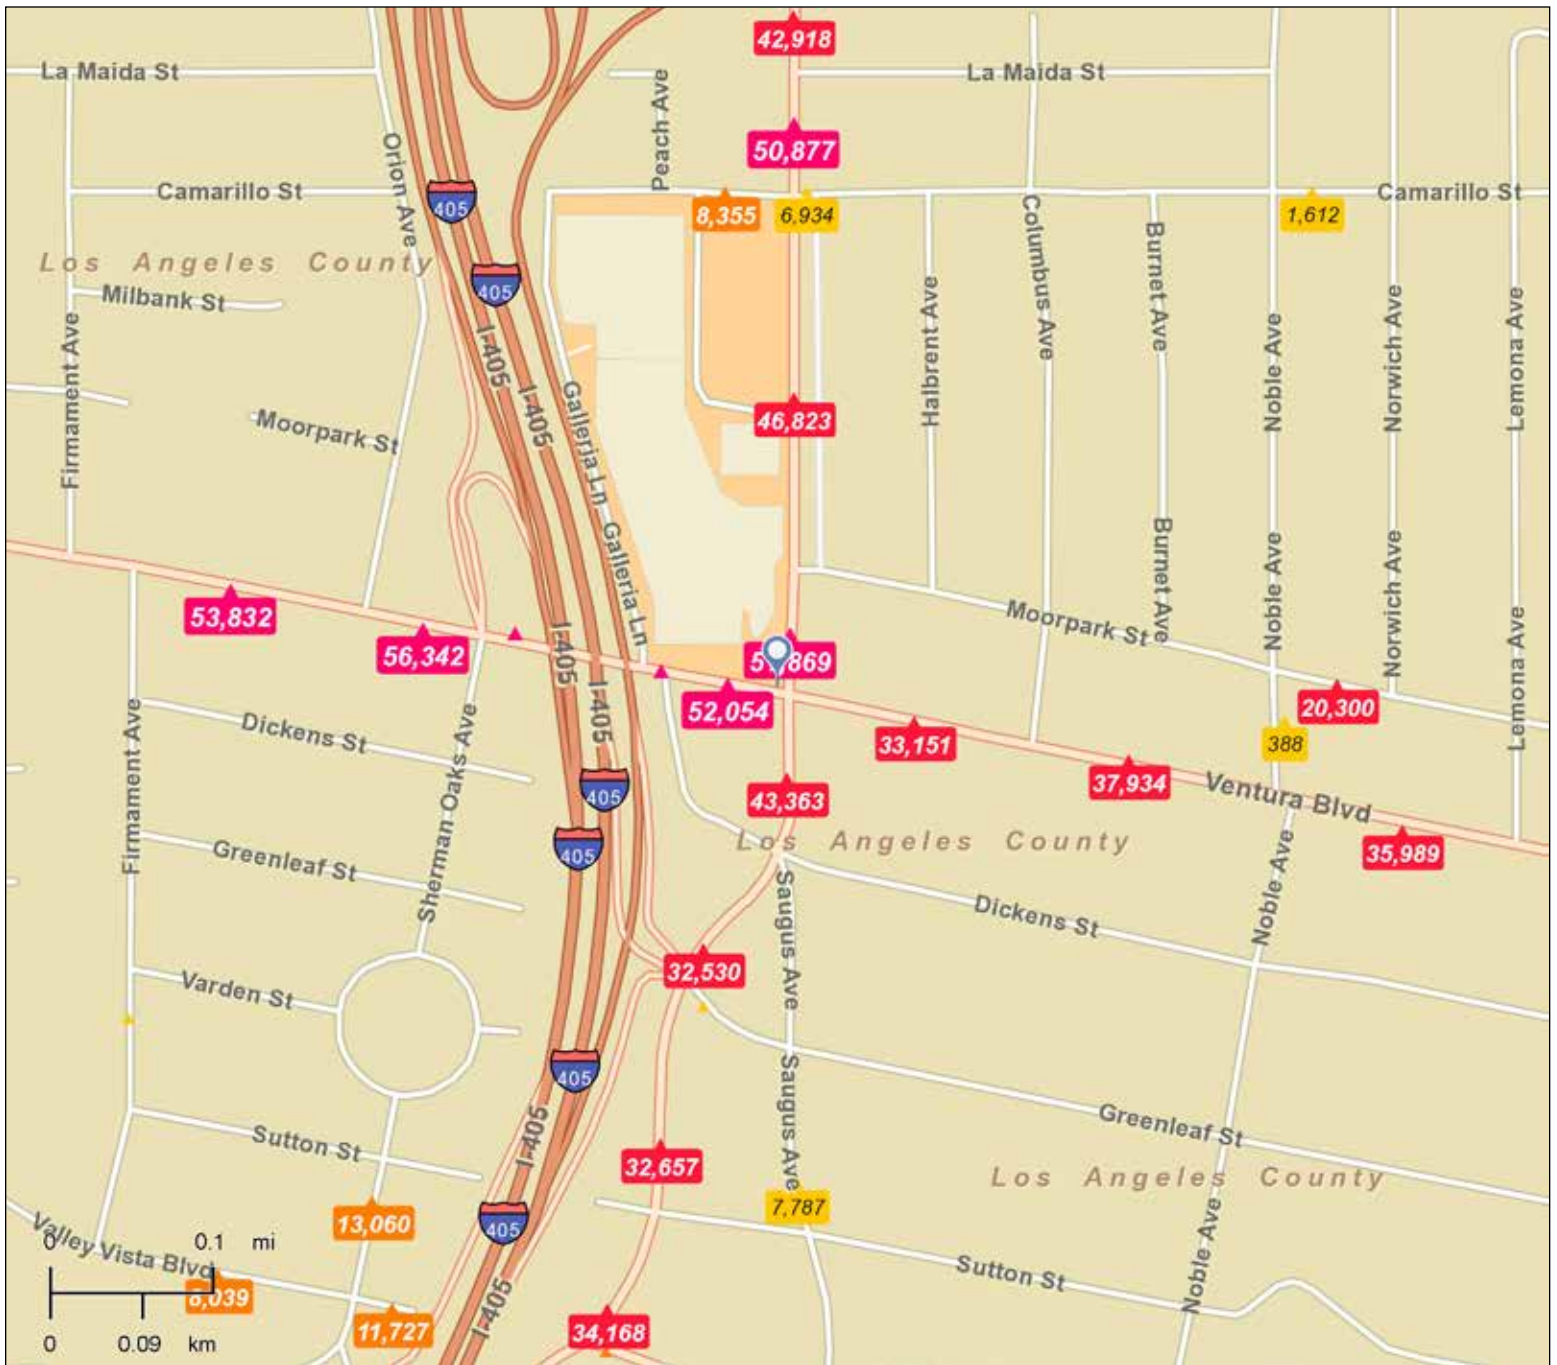 42,918
La Maida St
La Maida St
Peach Ave
Orion Ave
50,877
Camarillo St
405
8,355
6,934
1,612
Camarillo St
Los Angeles County
405
Milbank St
Columbus Ave
Burnet Ave
Halbrent Ave
Firmament Ave
Noble Ave
Norwich Ave
Lemona Ave
I-405
I-405
Galleria Ln
46,823
Moorpark St
Galleria Ln
Burnet Ave
Noble Ave
Norwich Ave
53,832
56,342
Moorpark St
I-405
I-405
869
52,054
20,300
Lemona Ave
Firmament Ave
Dickens St
Sherman Oaks Ave
33,151
388
405
43,363
37,934
Ventura Blvd
405
Greenleaf St
Los Angeles County
35,989
Saugus Ave
Dickens St
Noble Ave
32,530
Varden St
405
Saugus Ave
I-405
Sutton St
Greenleaf St
32,657
Los Angeles County
13,060
405
7,787
Valley Vista Blvd
0
0.1 mi
Noble Ave
Sutton St
,039
I-405
11,727
34,168
0
0.09 km